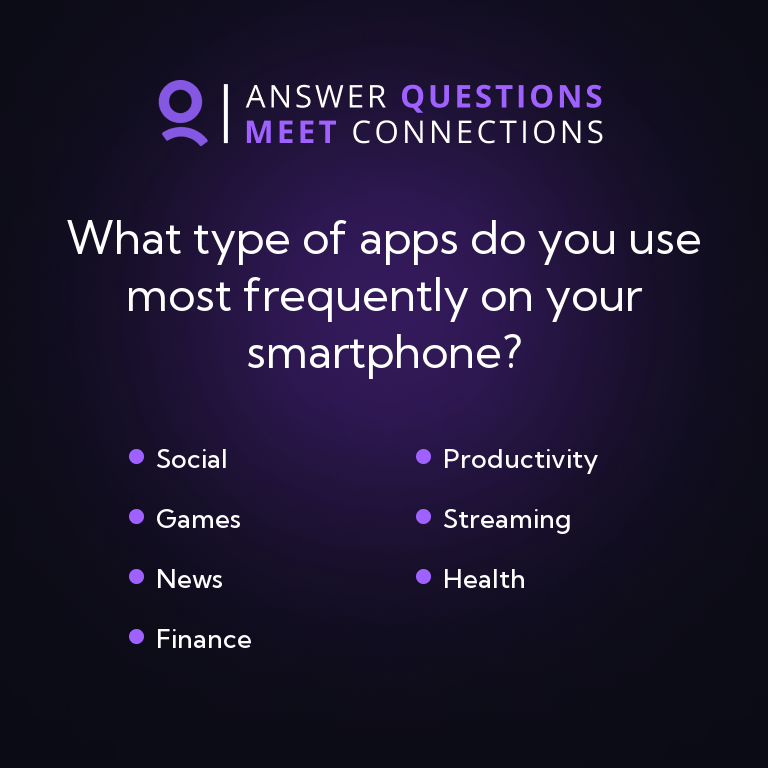 ANSWER QUESTIONS
MEET CONNECTIONS
What type of apps do you use
most frequently on your
smartphone?
Social
Games
News
Finance
Productivity
Streaming
Health